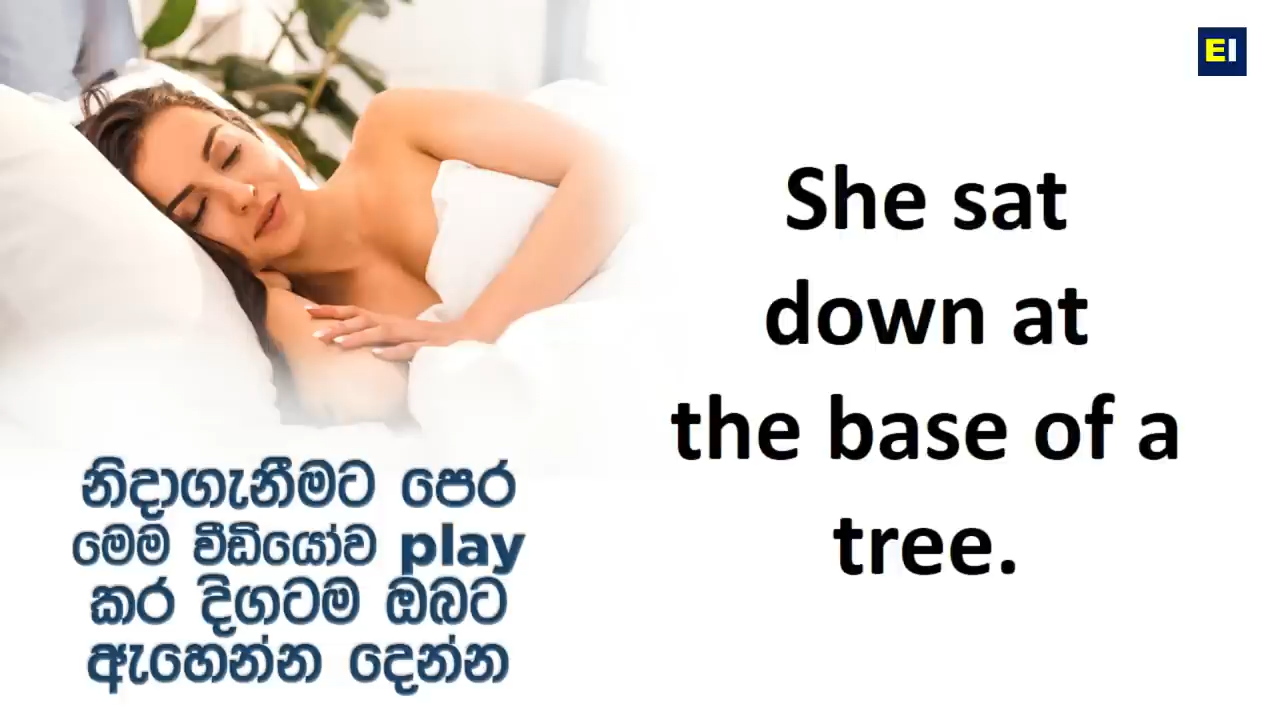 EI
She sat
down at
the base of a
tree.
නිදාගැනීමට පෙර
මෙම වීඩියෝව play
කර දිගටම ඔබට
ඇහෙන්න දෙන්න